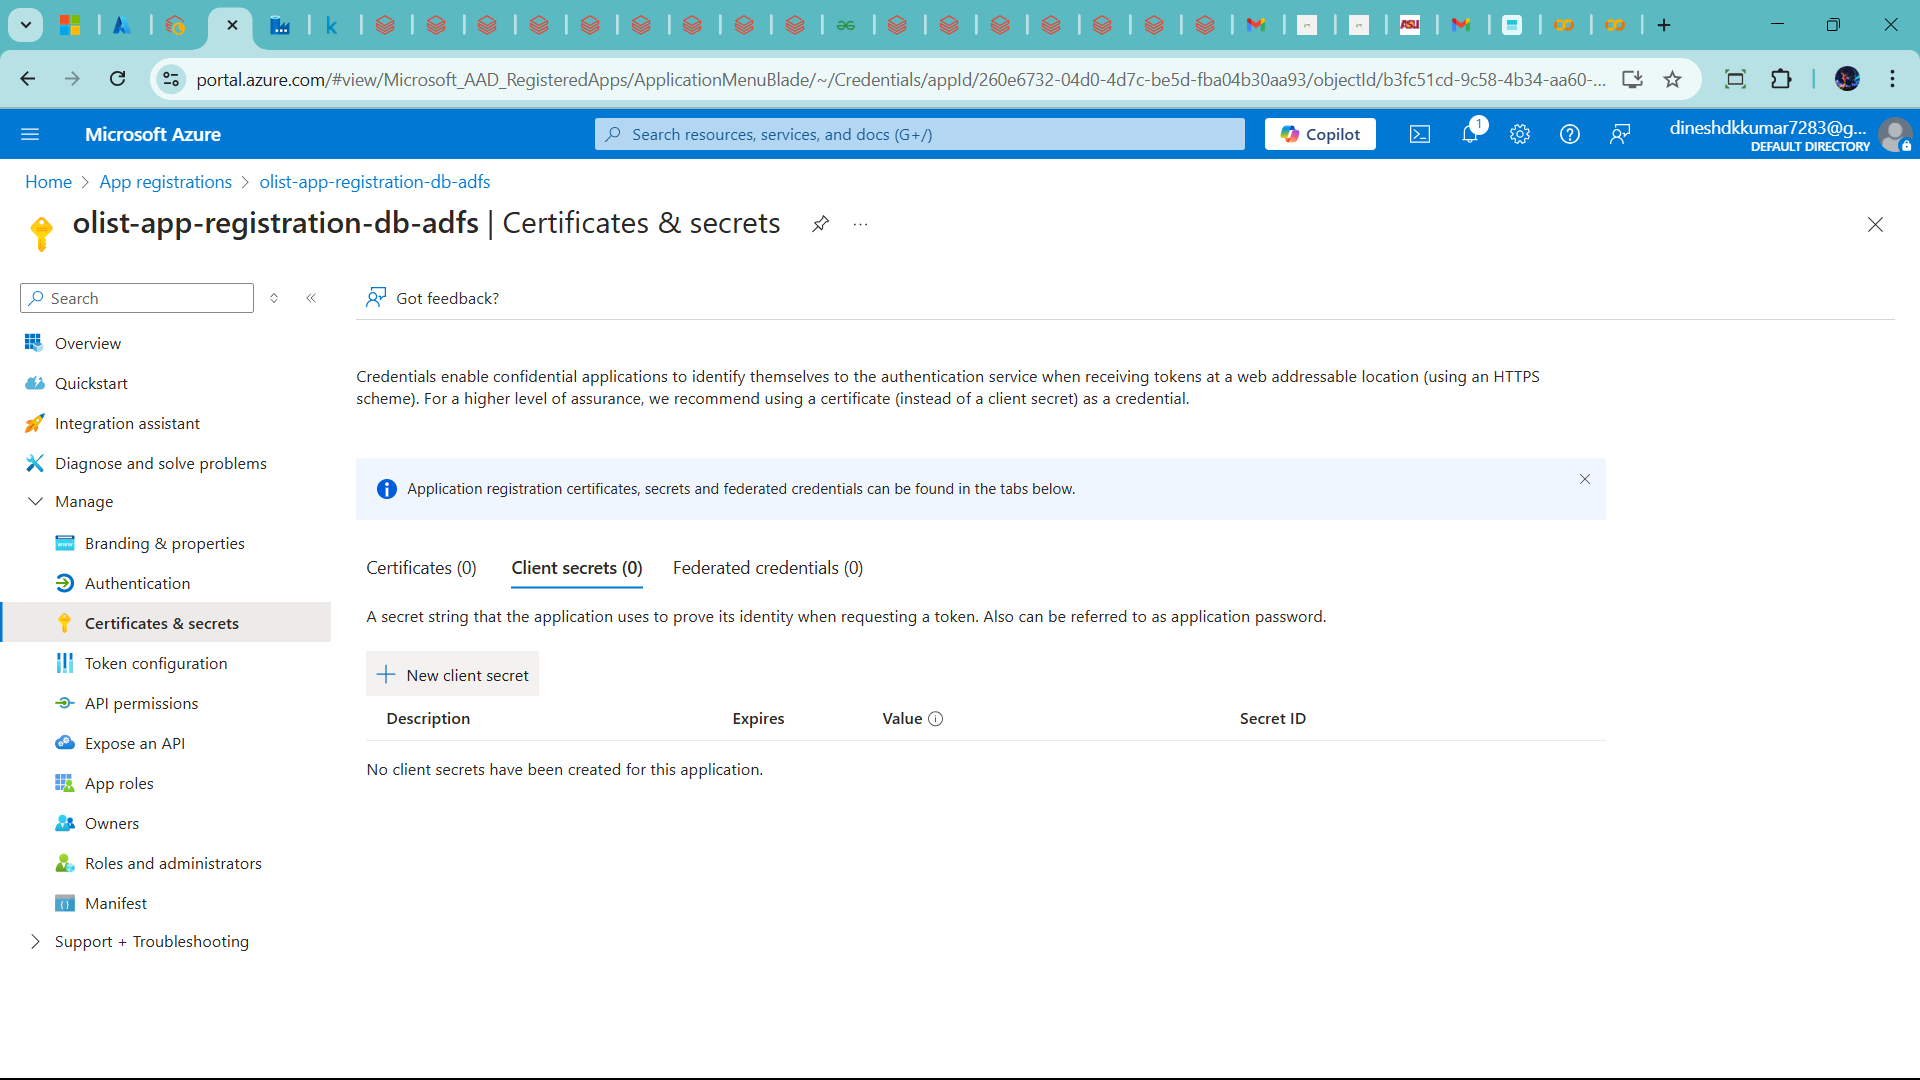 portal.azure.com/#view/Microsoft_AAD_RegisteredApps/ApplicationMenuBlade/~/Credentials/appId/260e6732-04d0-4d7c-be5d-fba04b30aa93/objectId/b3fc51cd-9c58-4b34-aa60-...
Microsoft Azure
Search resources, services, and docs (G+/)
Copilot
1
dineshdkkumar7283@g...
DEFAULT DIRECTORY
Home > App registrations > olist-app-registration-db-adfs
olist-app-registration-db-adfs | Certificates & secrets
Search
Got feedback?
Overview
Quickstart
Integration assistant
Diagnose and solve problems
Manage
Branding & properties
Authentication
Certificates & secrets
Token configuration
API permissions
Expose an API
App roles
Owners
Roles and administrators
Manifest
Support + Troubleshooting
Credentials enable confidential applications to identify themselves to the authentication service when receiving tokens at a web addressable location (using an HTTPS
scheme). For a higher level of assurance, we recommend using a certificate (instead of a client secret) as a credential.
Application registration certificates, secrets and federated credentials can be found in the tabs below.
Certificates (0) Client secrets (0) Federated credentials (0)
A secret string that the application uses to prove its identity when requesting a token. Also can be referred to as application password.
New client secret
Description Expires Value Secret ID
No client secrets have been created for this application.